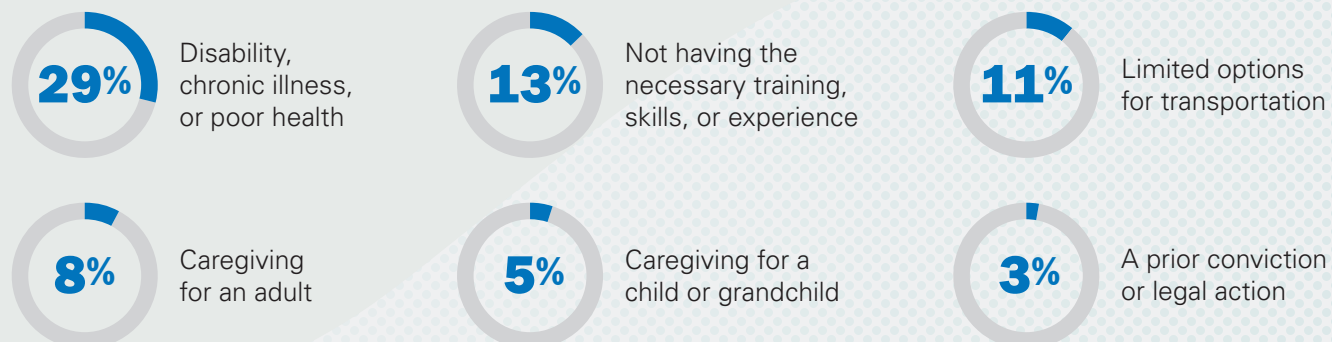 29%
Disability,
chronic illness,
or poor health
13%
Not having the
necessary training,
skills, or experience
11%
Limited options
for transportation
8%
Caregiving
for an adult
5%
Caregiving for a
child or grandchild
3%
A prior conviction
or legal action